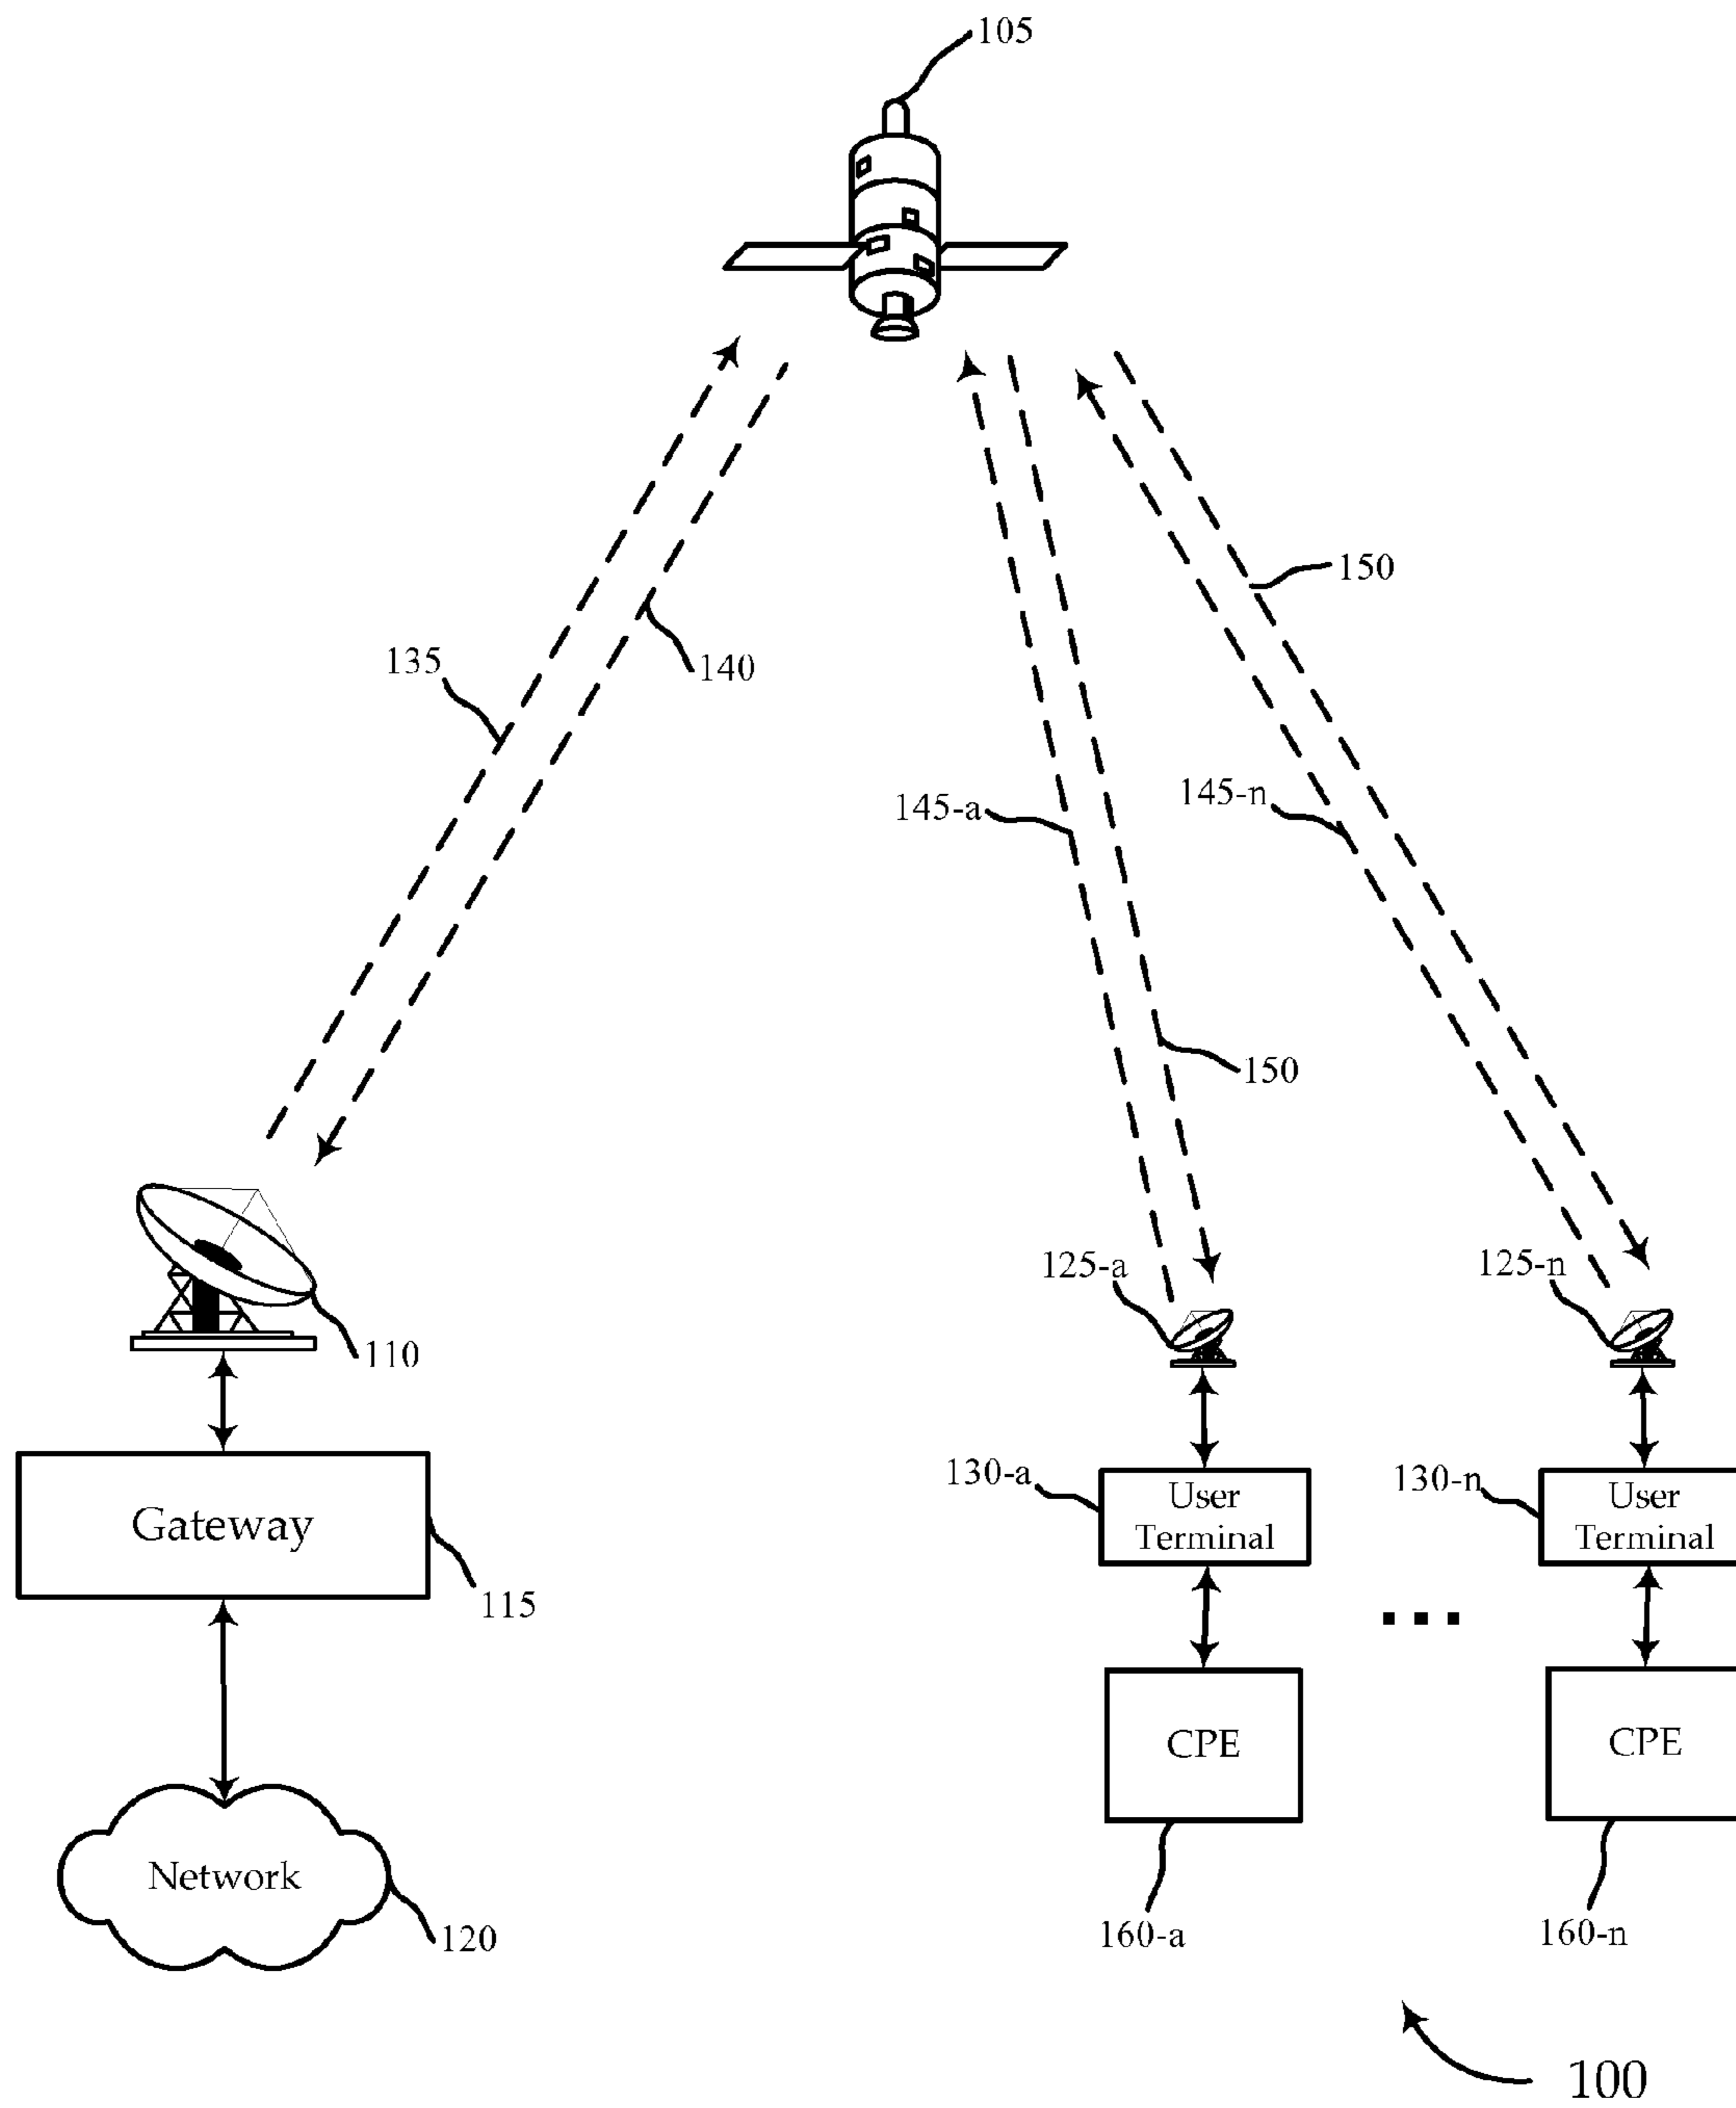 105
150
135
140
145-n
145-a
150
125-a
125-n
110
130-a
User
Terminal
130-n
User
Terminal
Gateway
115
CPE
CPE
Network
120
160-a
160-n
100